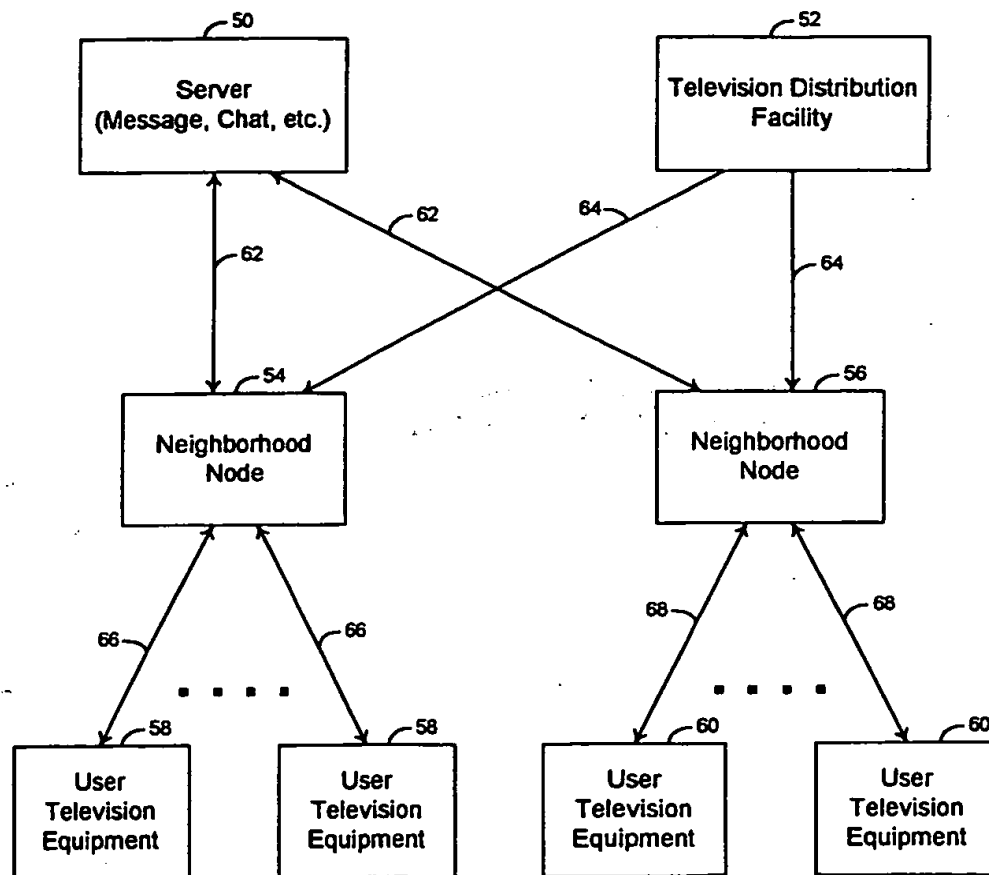 50
52
Server
(Message, Chat, etc.)
Television Distribution
Facility
62
64
62
64
54
56
Neighborhood
Node
Neighborhood
Node
66
66
68
68
58
58
60
60
User
Television
Equipment
User
Television
Equipment
User
Television
Equipment
User
Television
Equipment